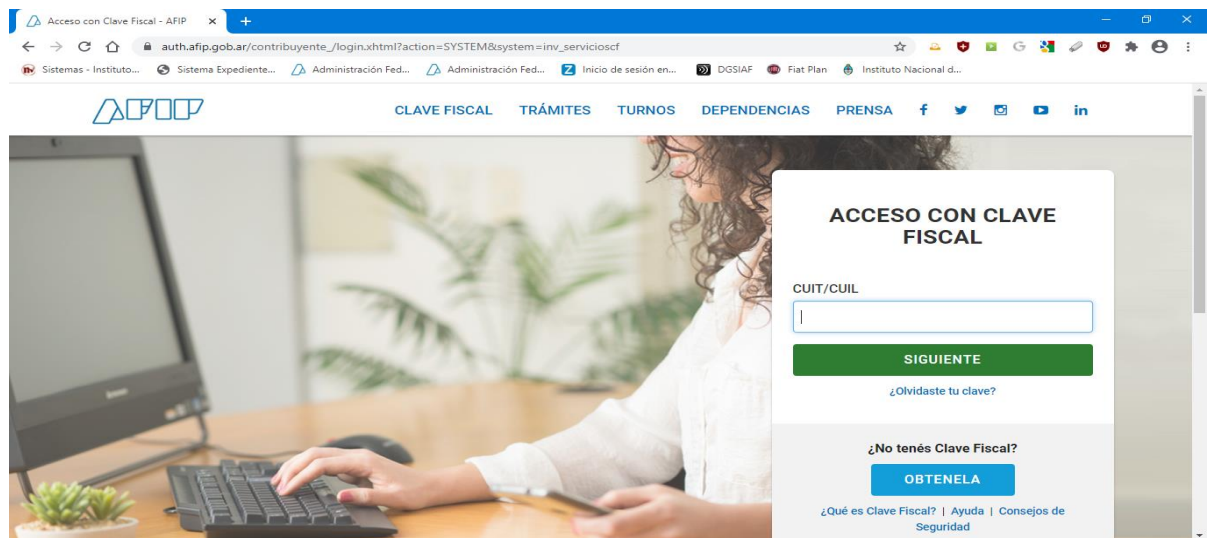 Acceso con Clave Fiscal - AFIP
auth.afip.gob.ar/contribuyente_/login.xhtml?action=SYSTEM&system=inv_servicioscf
Sistemas - Instituto... Sistema Expediente... Administración Fed... Administración Fed... Inicio de sesión en... DGSIAF Fiat Plan Instituto Nacional d...
AFIP CLAVE FISCAL TRÁMITES TURNOS DEPENDENCIAS PRENSA
ACCESO CON CLAVE
FISCAL
CUIT/CUIL
SIGUIENTE
¿Olvidaste tu clave?
¿No tenés Clave Fiscal?
OBTENELA
¿Qué es Clave Fiscal? | Ayuda | Consejos de
Seguridad